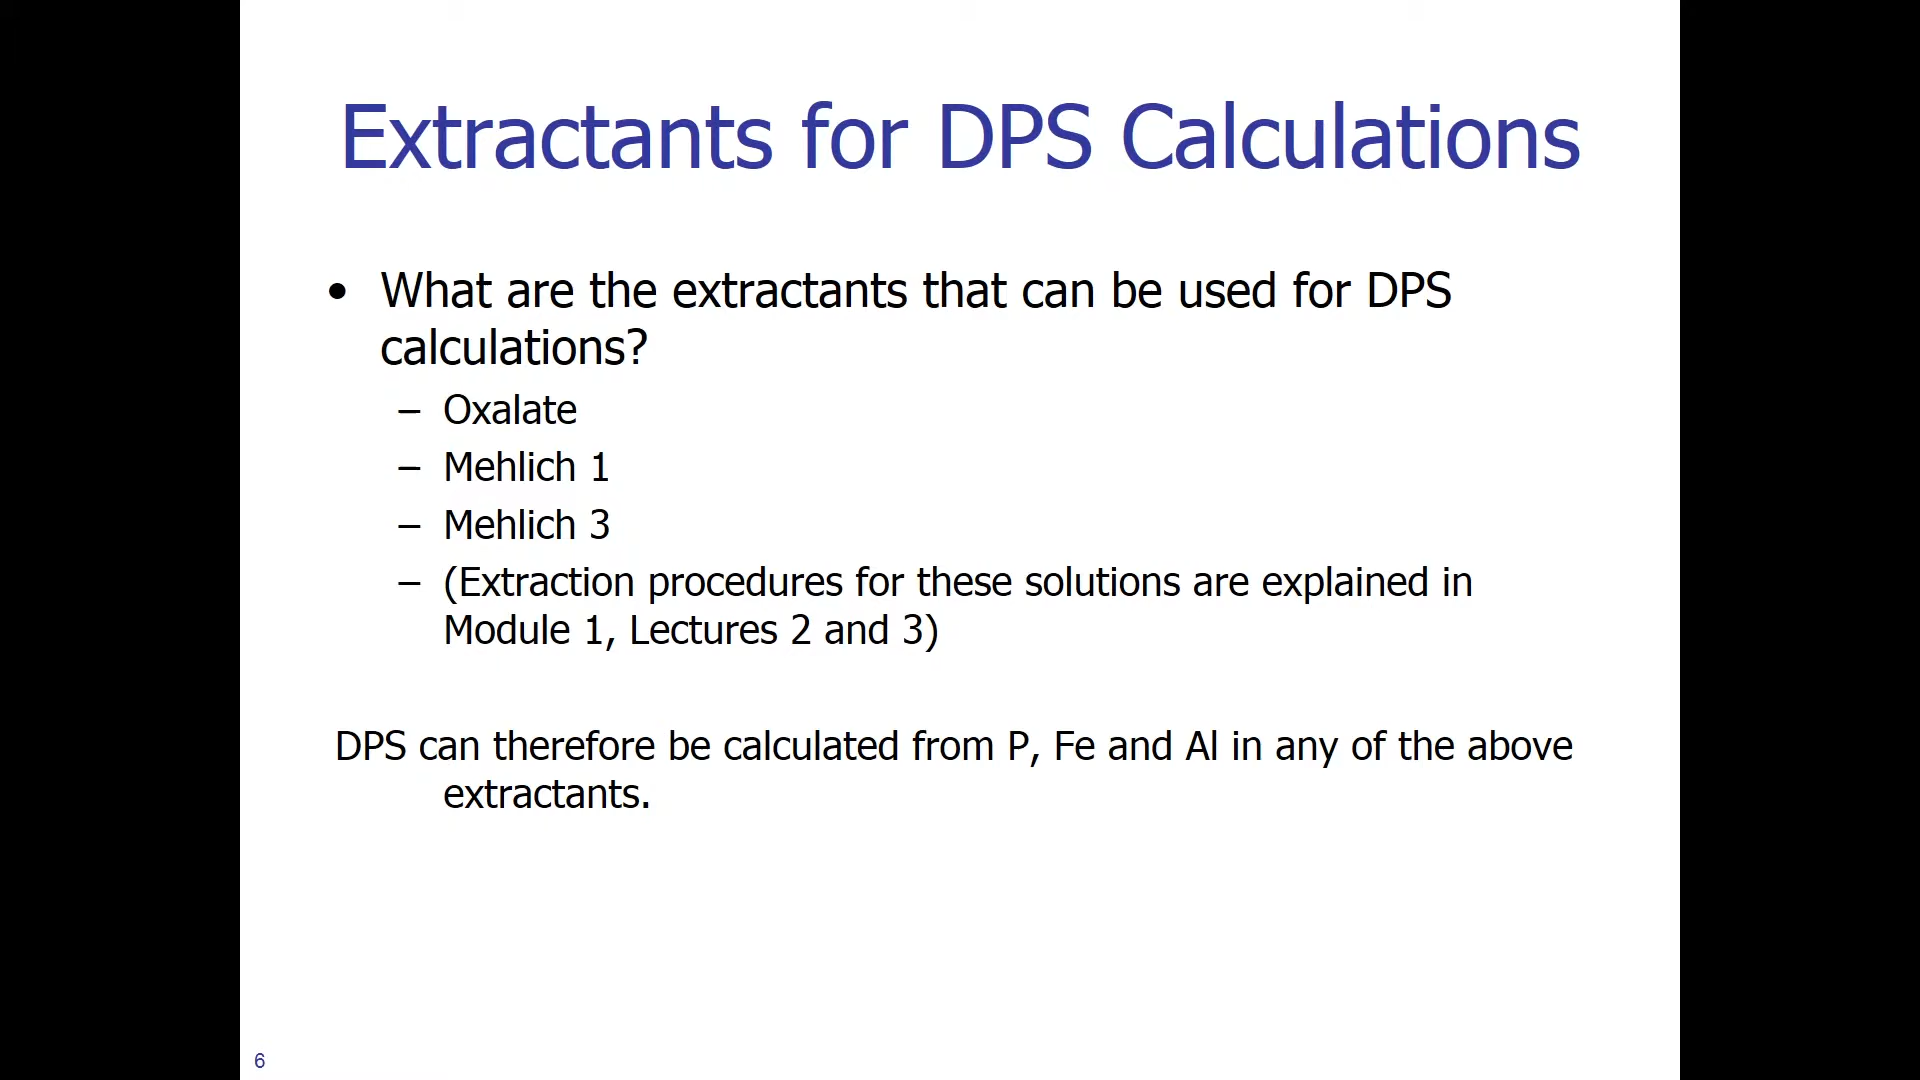 Extractants for DPS Calculations
• What are the extractants that can be used for DPS
calculations?
– Oxalate
– Mehlich 1
– Mehlich 3
– (Extraction procedures for these solutions are explained in
Module 1, Lectures 2 and 3)
DPS can therefore be calculated from P, Fe and Al in any of the above
extractants.
6